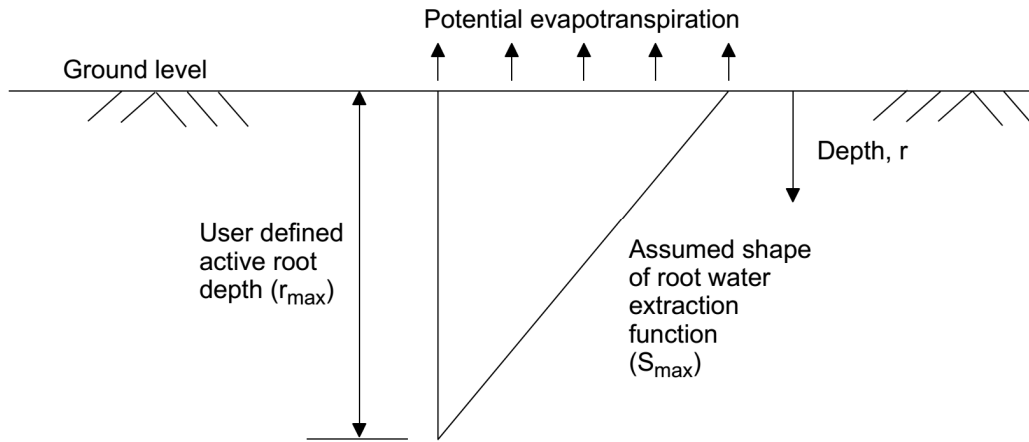 Potential evapotranspiration
Ground level
Depth, r
User defined
active root
depth (rmax)
Assumed shape
of root water
extraction
function
(Smax)